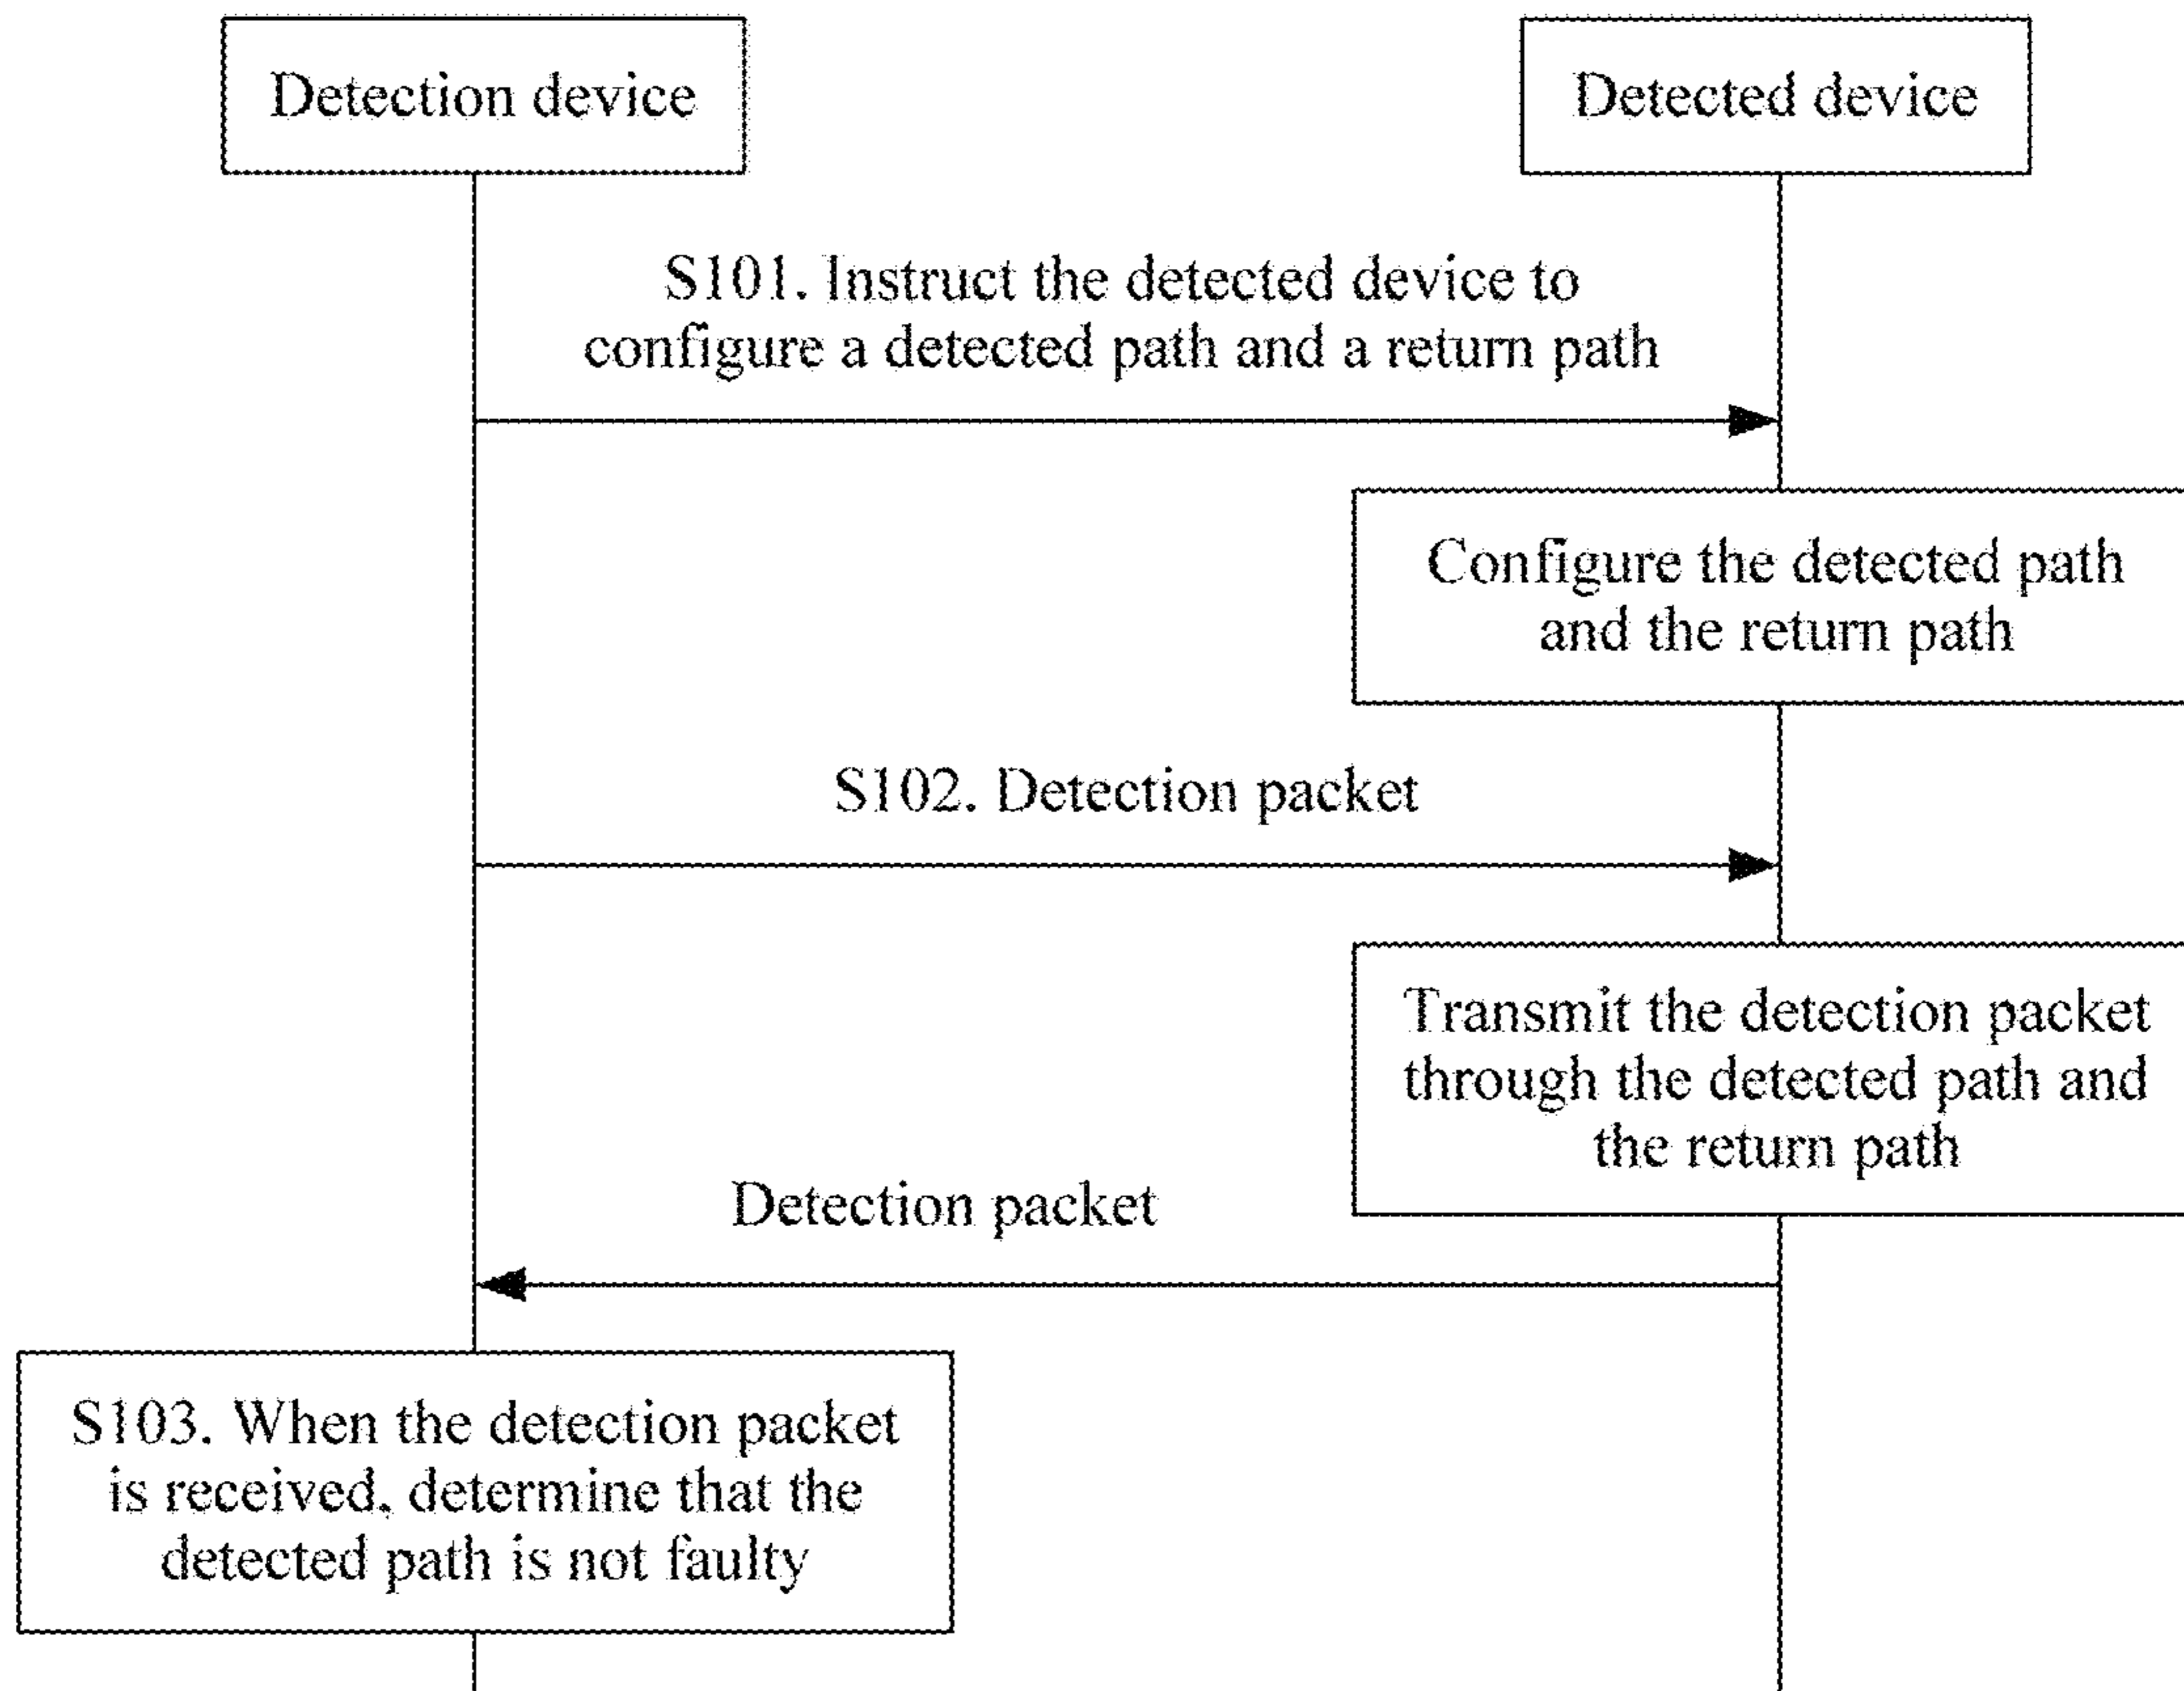 Detection device
Detected device
S101. Instruct the detected device to
configure a detected path and a return path
Configure the detected path
and the return path
S102. Detection packet
Transmit the detection packet
through the detected path and
the return path
Detection packet
S103. When the detection packet
is received, determine that the
detected path is not faulty